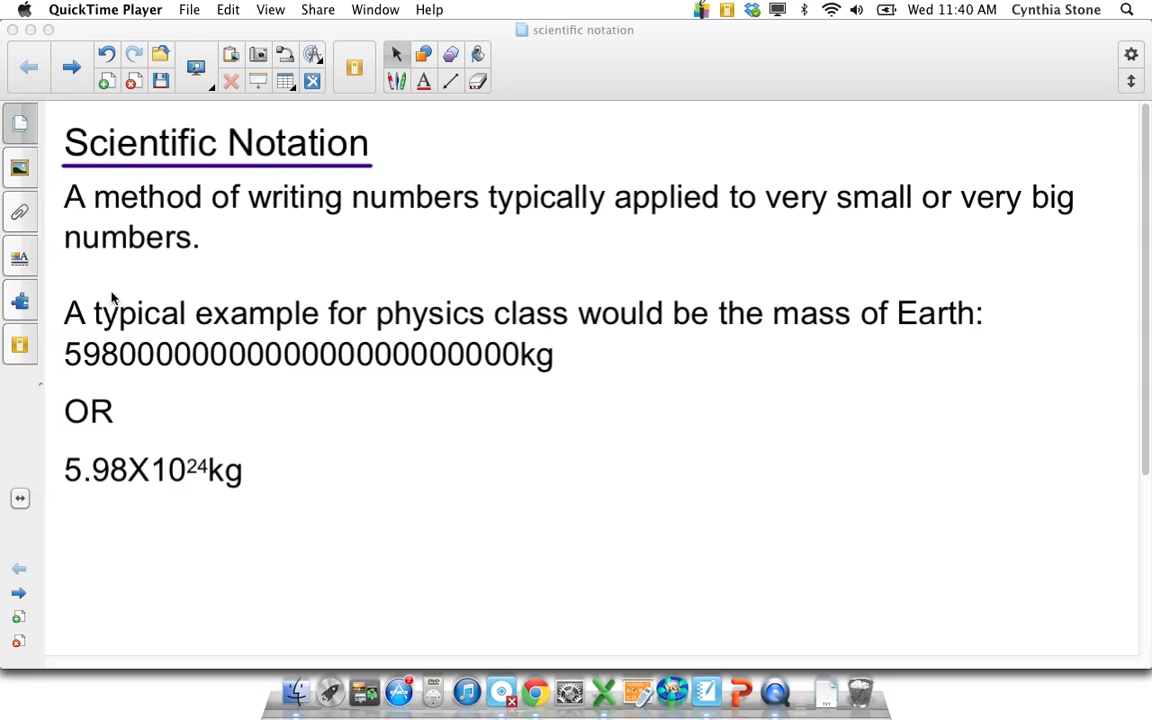 QuickTime Player File Edit View Share Window Help Wed 11:40 AM Cynthia Stone
scientific notation
Scientific Notation
A method of writing numbers typically applied to very small or very big
numbers.
A typical example for physics class would be the mass of Earth:
5980000000000000000000000kg
OR
5.98X10²⁴kg